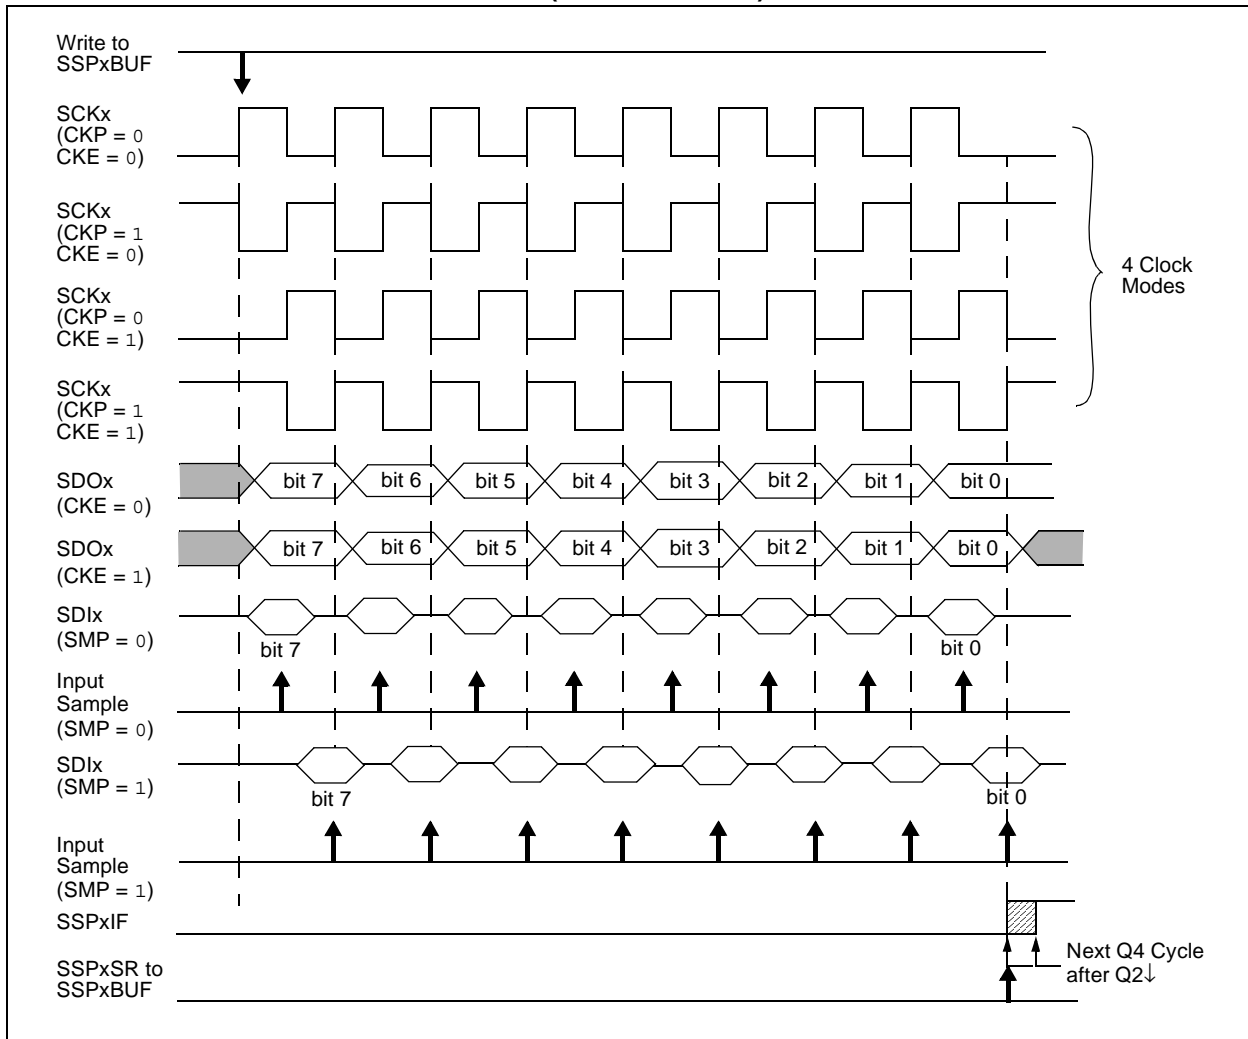 Write to
SSPxBUF
SCKx
(CKP = 0
CKE = 0)
SCKx
(CKP = 1
CKE = 0)
SCKx
(CKP = 0
CKE = 1)
SCKx
(CKP = 1
CKE = 1)
4 Clock
Modes
SDOx
(CKE = 0)
bit 7 bit 6 bit 5 bit 4 bit 3 bit 2 bit 1 bit 0
SDOx
(CKE = 1)
bit 7 bit 6 bit 5 bit 4 bit 3 bit 2 bit 1 bit 0
SDIx
(SMP = 0)
bit 7 bit 0
Input
Sample
(SMP = 0)
SDIx
(SMP = 1)
bit 7 bit 0
Input
Sample
(SMP = 1)
SSPxIF
SSPxSR to
SSPxBUF
Next Q4 Cycle
after Q2↓